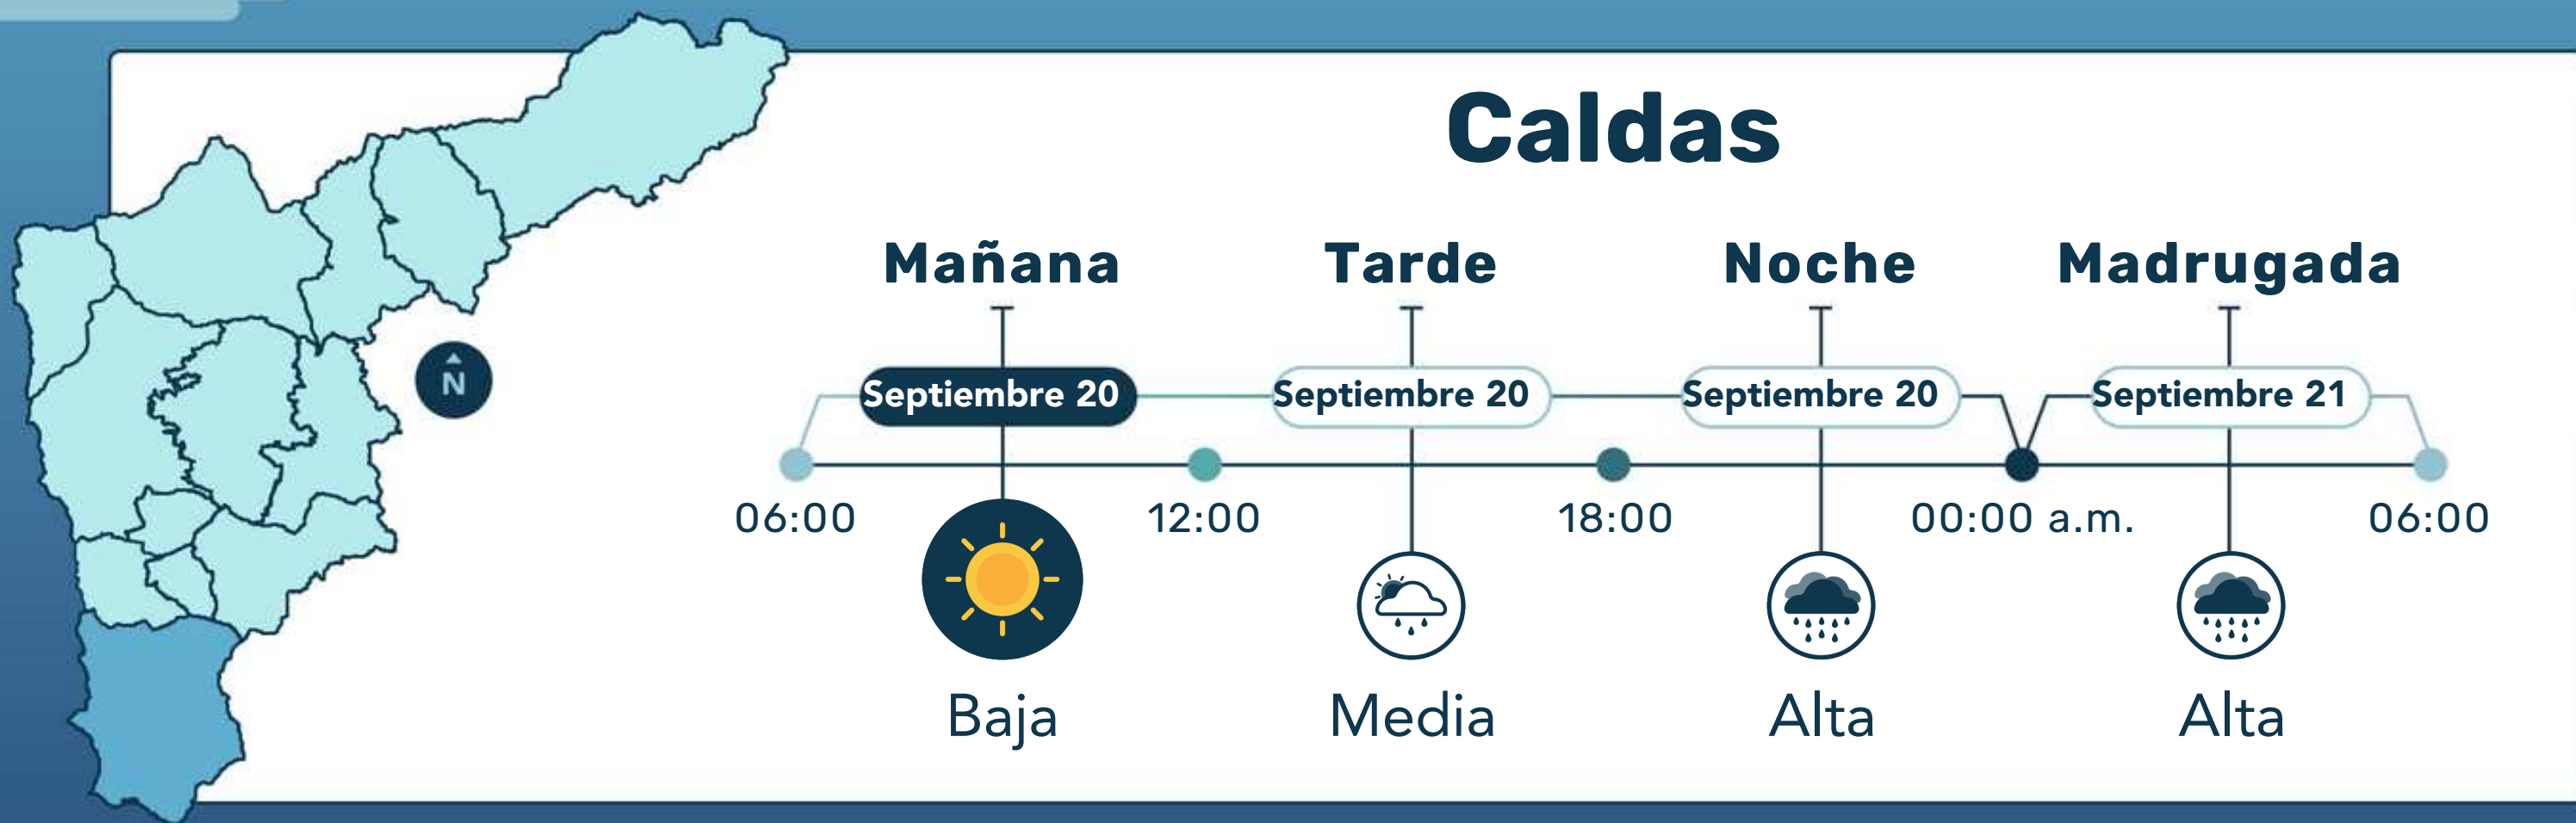 Caldas
Mañana Tarde Noche Madrugada
N
Septiembre 20 Septiembre 20 Septiembre 20 Septiembre 21
06:00 12:00 18:00 00:00 a.m. 06:00
Baja Media Alta Alta